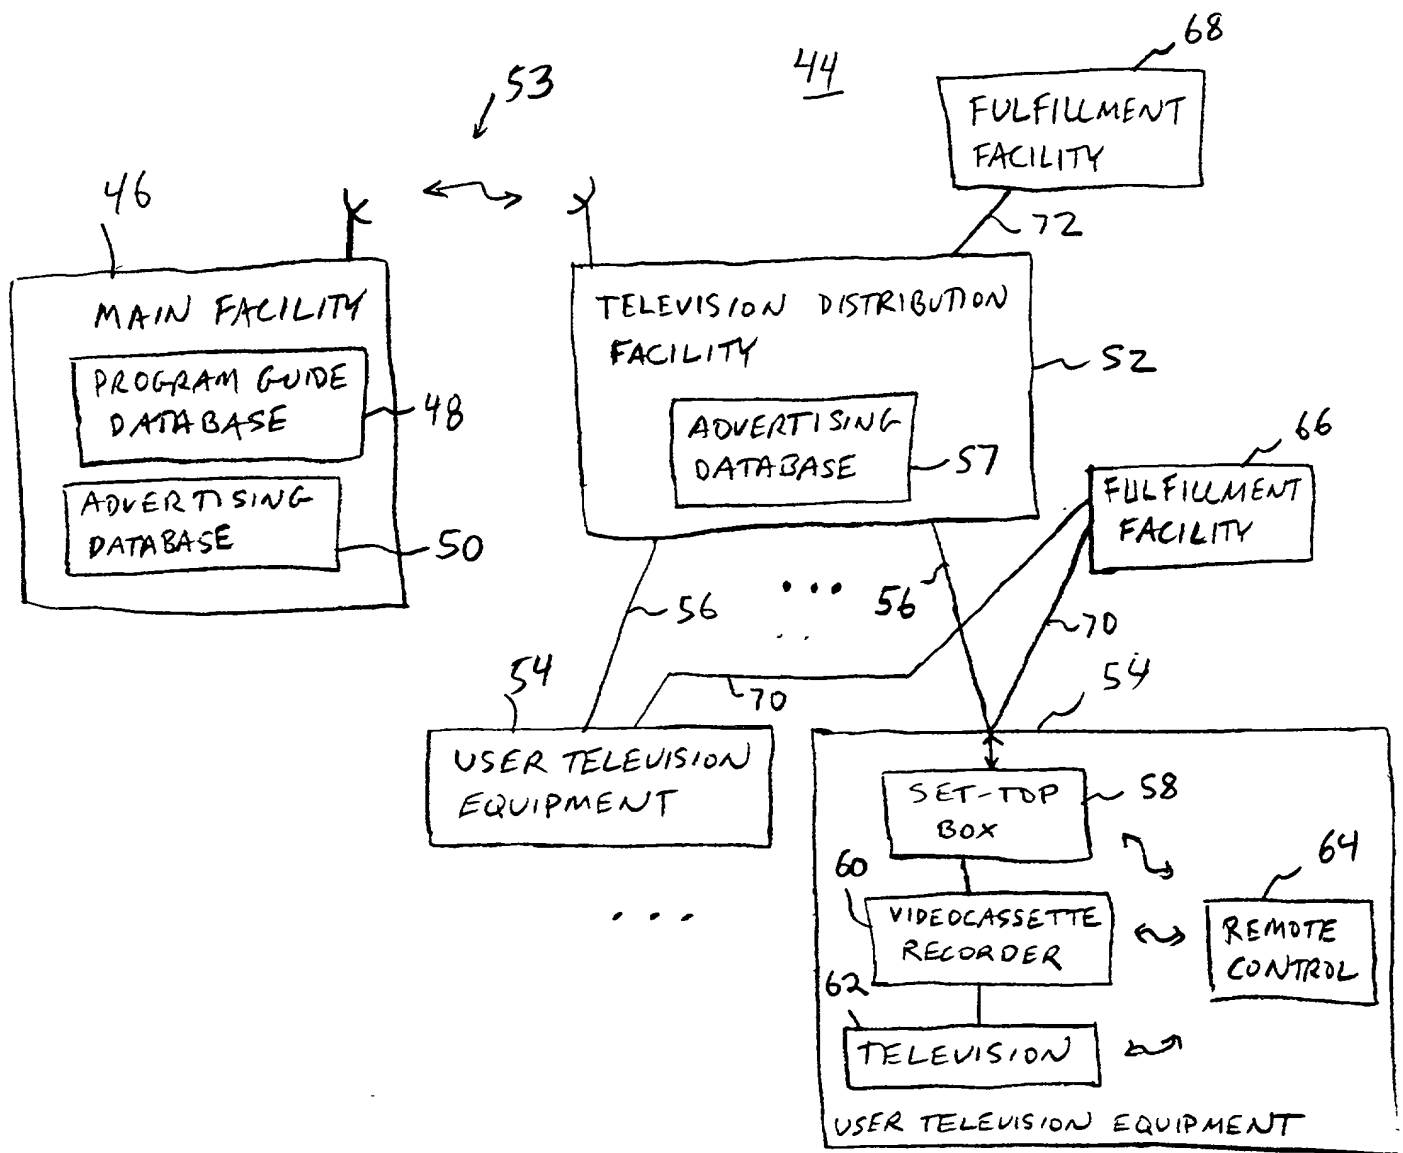 68
44
53
FULFILLMENT
FACILITY
46
72
MAIN FACILITY
TELEVISION DISTRIBUTION
FACILITY
52
PROGRAM GUIDE
DATABASE
48
ADVERTISING
DATABASE
57
66
ADVERTISING
DATABASE
50
FULFILLMENT
FACILITY
56
56
70
54
70
54
USER TELEVISION
EQUIPMENT
SET-TOP
BOX
58
60
64
VIDEOCASSETTE
RECORDER
REMOTE
CONTROL
62
TELEVISION
USER TELEVISION EQUIPMENT